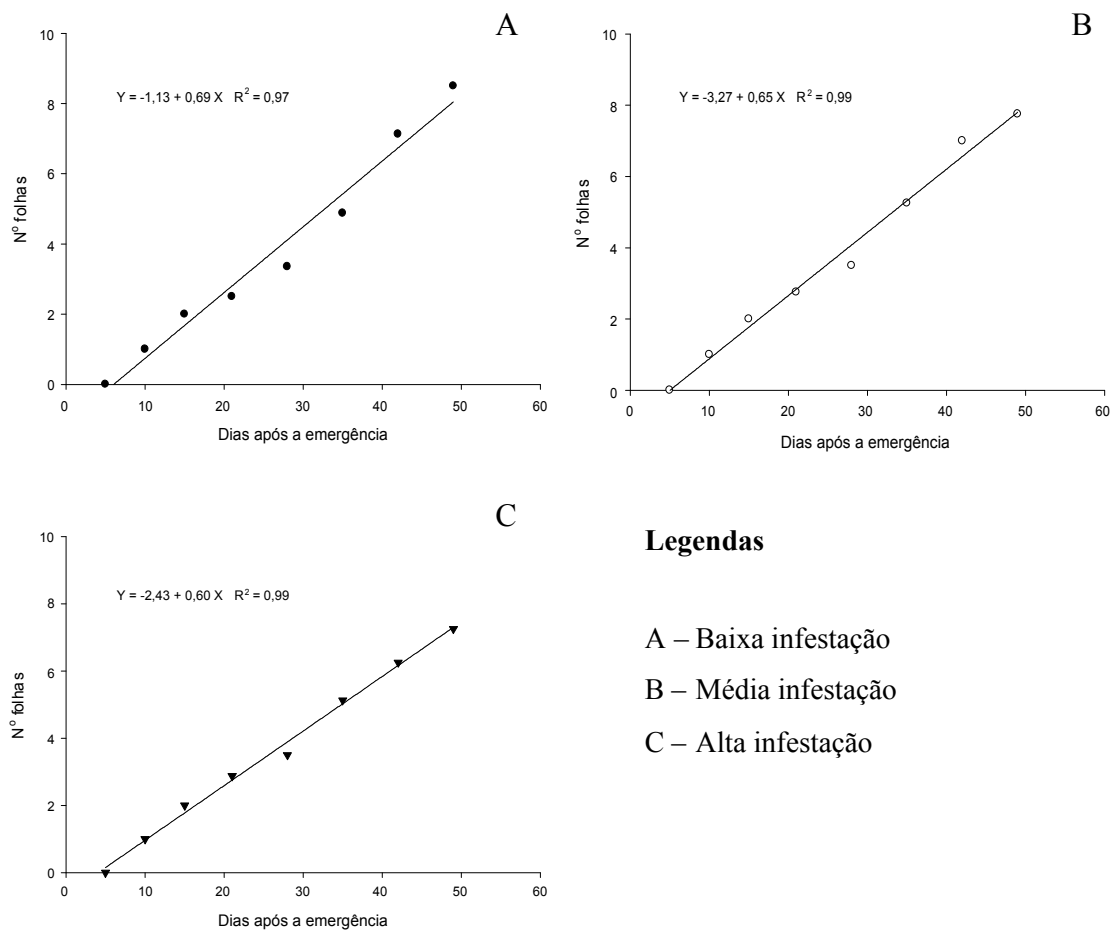 A
Y = -1,13 + 0,69 X R² = 0,97
Nº folhas
10
8
6
4
2
0
0 10 20 30 40 50 60
Dias após a emergência
B
Y = -3,27 + 0,65 X R² = 0,99
Nº folhas
10
8
6
4
2
0
0 10 20 30 40 50 60
Dias após a emergência
C
Y = -2,43 + 0,60 X R² = 0,99
Nº folhas
10
8
6
4
2
0
0 10 20 30 40 50 60
Dias após a emergência
Legendas
A – Baixa infestação
B – Média infestação
C – Alta infestação